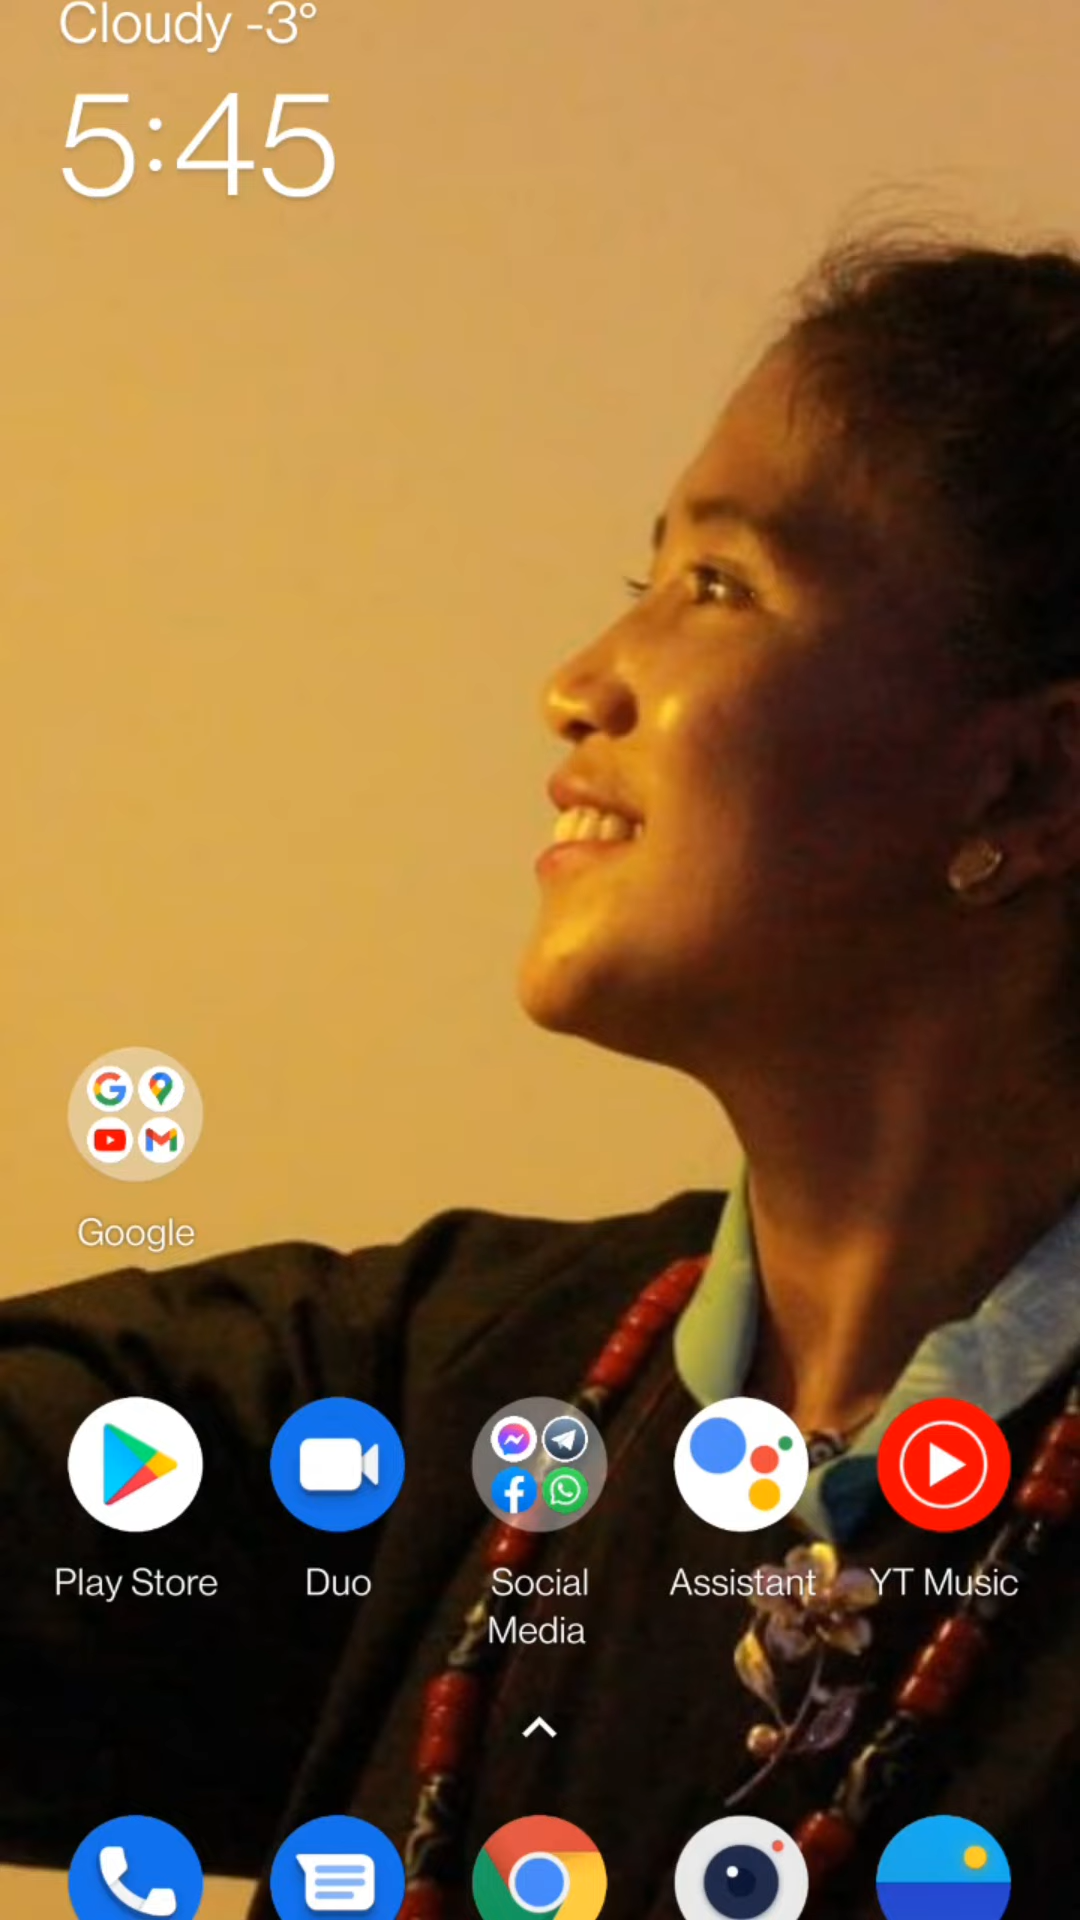 Cloudy -3°
5:45
Google
Play Store
Duo
Social
Media
Assistant
YT Music